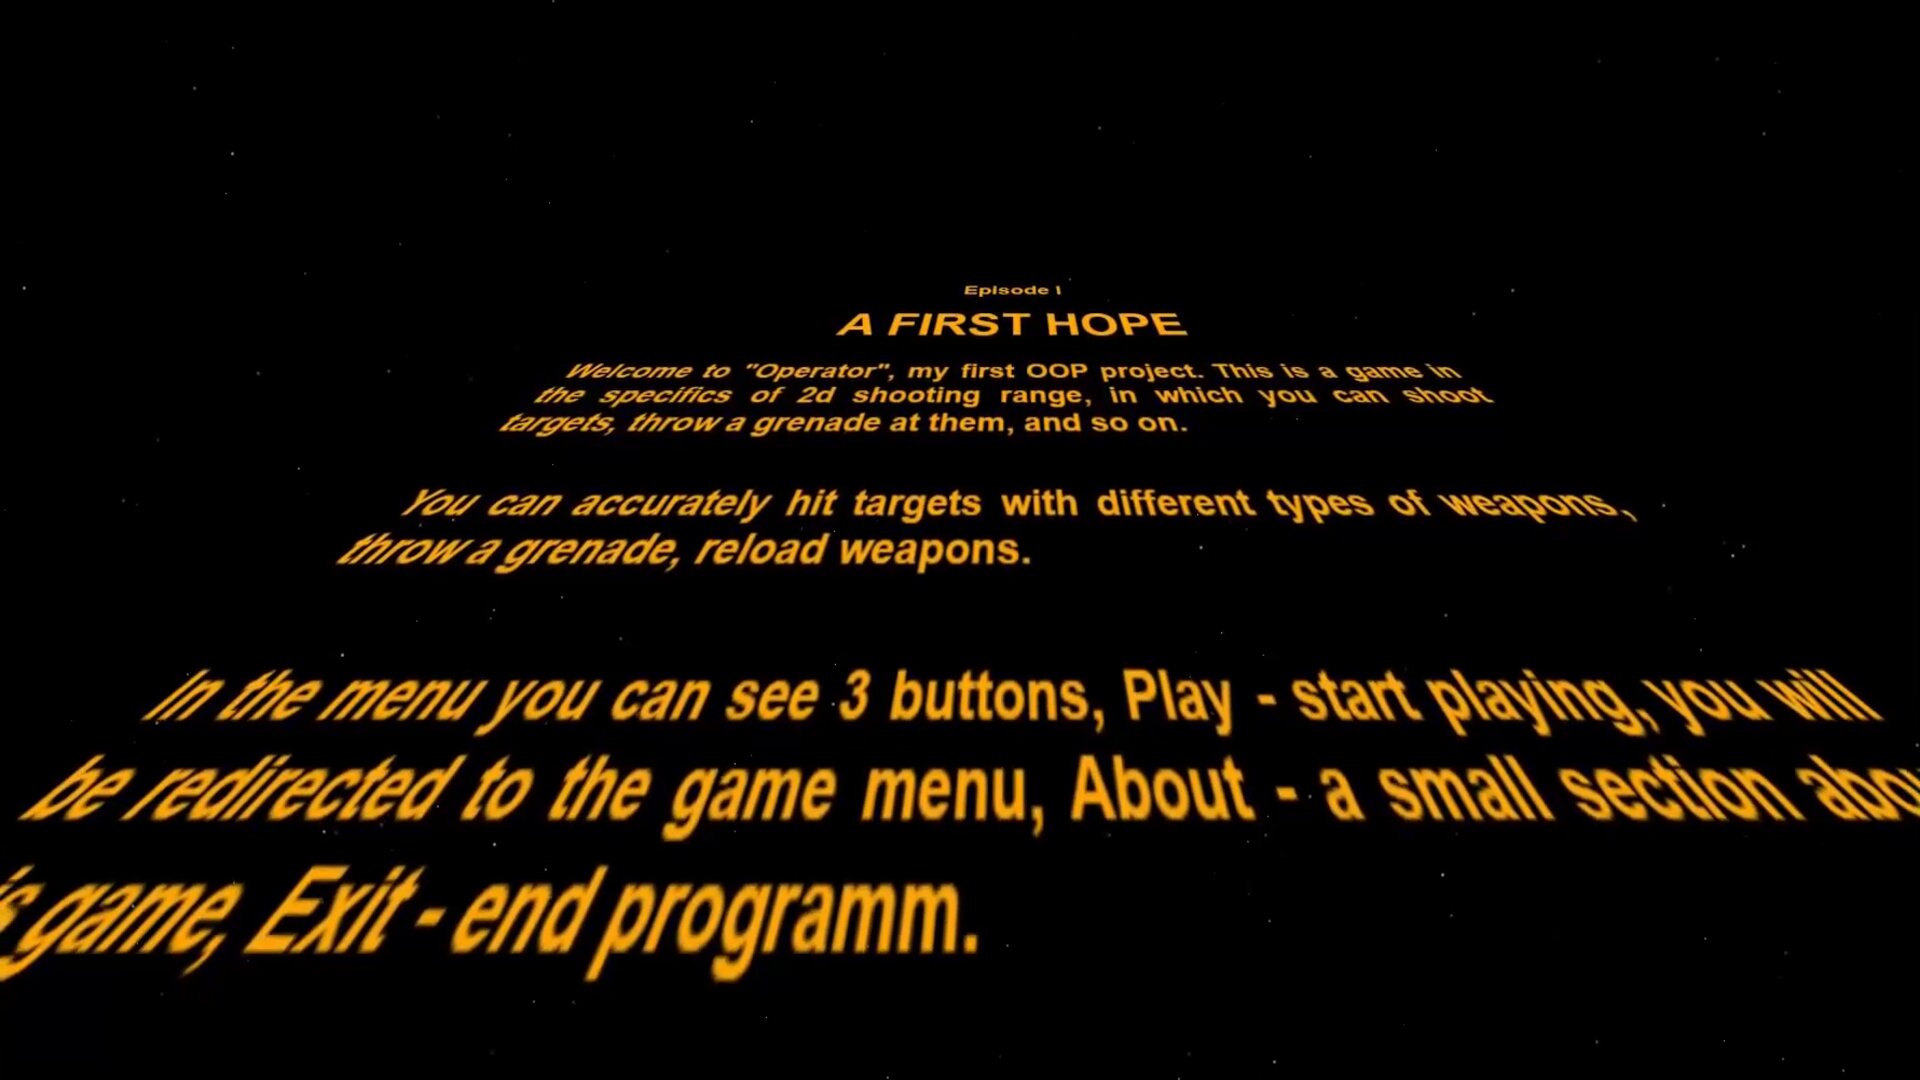 Episode I
A FIRST HOPE
Welcome to "Operator", my first OOP project. This is a game in
the specifics of 2d shooting range, in which you can shoot
targets, throw a grenade at them, and so on.
You can accurately hit targets with different types of weapons,
throw a grenade, reload weapons.
In the menu you can see 3 buttons, Play - start playing, you will
be redirected to the game menu, About - a small section
game, Exit - end programm.